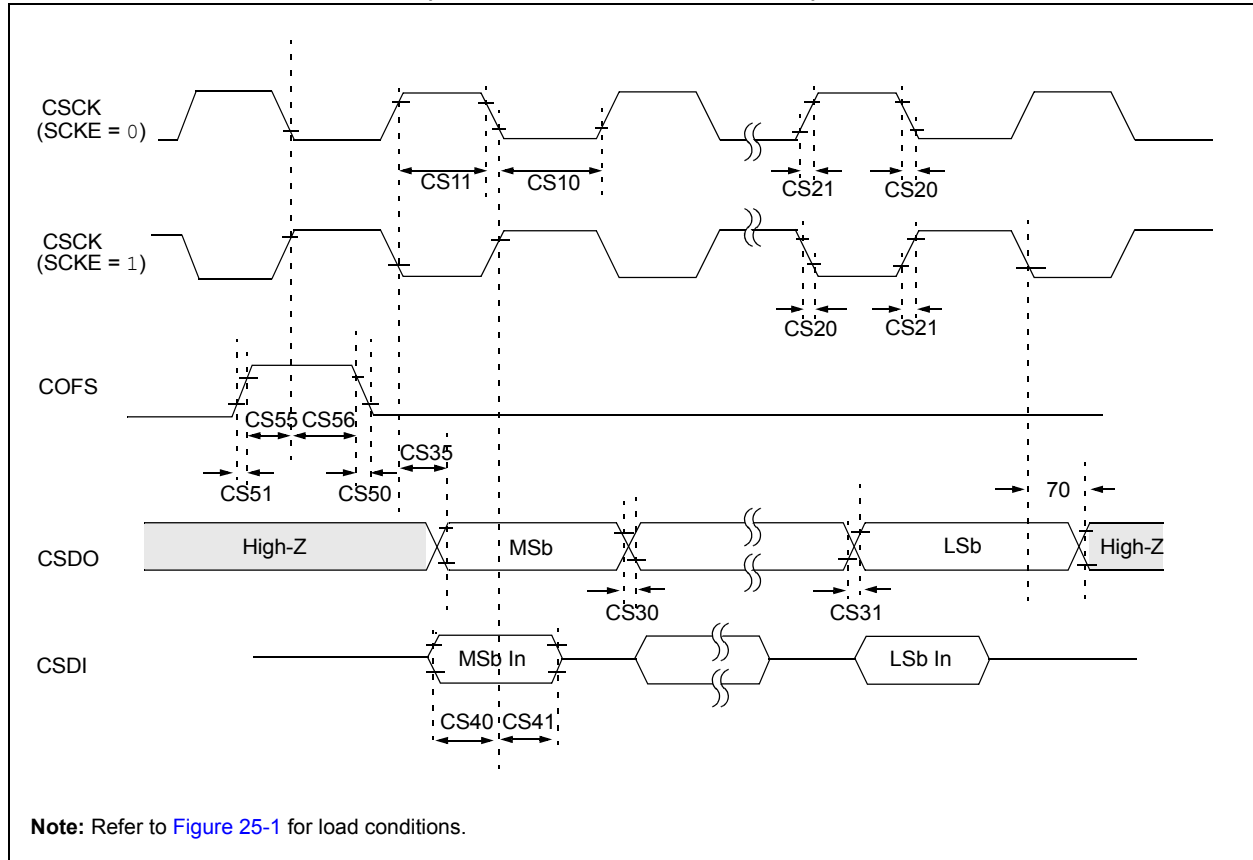 CSCK
(SCKE = 0)
CS11
CS10
CS21
CS20
CSCK
(SCKE = 1)
CS20
CS21
COFS
CS55
CS56
CS35
CS51
CS50
70
CSDO
High-Z
MSb
LSb
High-Z
CS30
CS31
CSDI
MSb In
LSb In
CS40
CS41
Note: Refer to Figure 25-1 for load conditions.